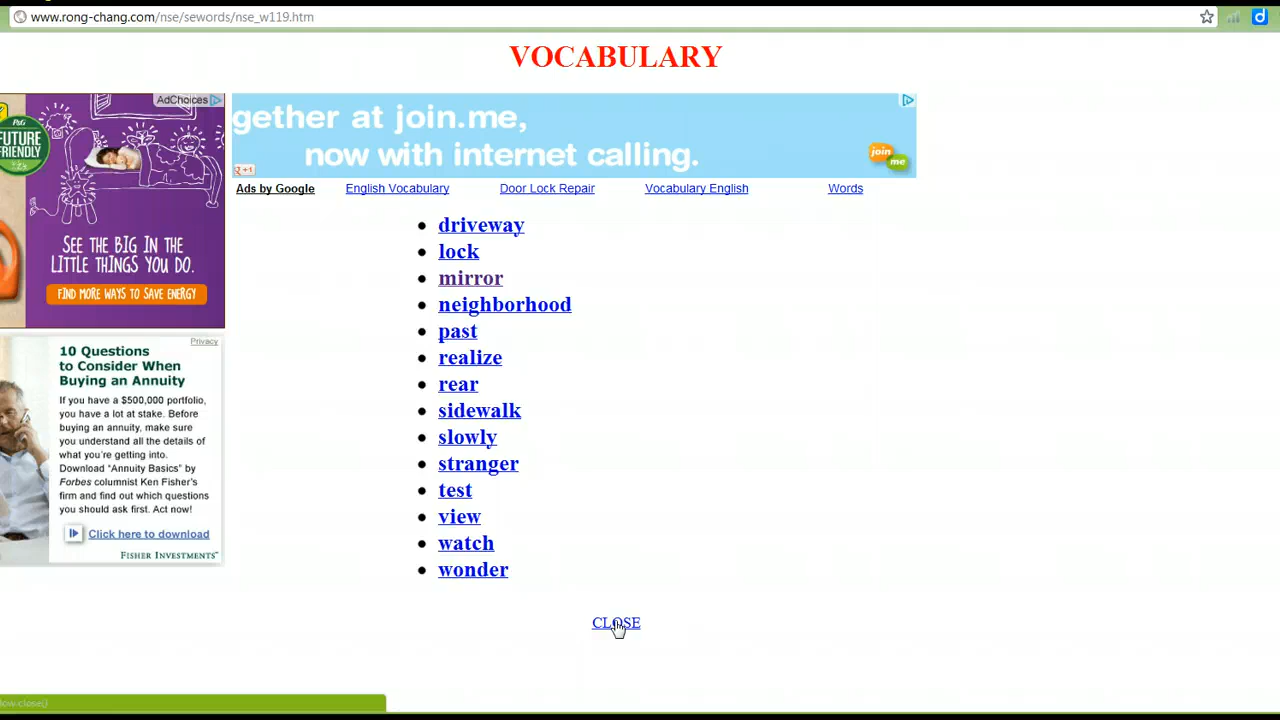 www.rong-chang.com/nse/sewords/nse_w119.htm
VOCABULARY
AdChoices
P&G
FUTURE
FRIENDLY
SEE THE BIG IN THE
LITTLE THINGS YOU DO.
FIND MORE WAYS TO SAVE ENERGY
gether at join.me,
now with internet calling.
+1
join
me
Ads by Google
English Vocabulary
Door Lock Repair
Vocabulary English
Words
driveway
lock
mirror
neighborhood
past
realize
rear
sidewalk
slowly
stranger
test
view
watch
wonder
CLOSE
Privacy
10 Questions
to Consider When
Buying an Annuity
If you have a $500,000 portfolio,
you have a lot at stake. Before
buying an annuity, make sure
you understand all the details of
what you're getting into.
Download "Annuity Basics" by
Forbes columnist Ken Fisher's
firm and find out which questions
you should ask first. Act now!
Click here to download
FISHER INVESTMENTS™